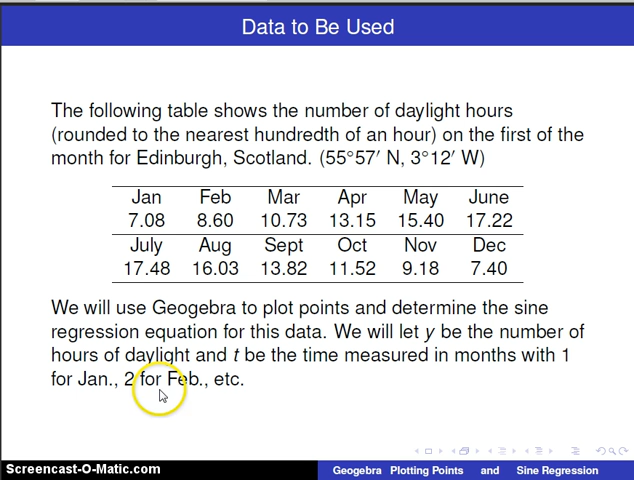 Data to Be Used
The following table shows the number of daylight hours
(rounded to the nearest hundredth of an hour) on the first of the
month for Edinburgh, Scotland. (55°57′ N, 3°12′ W)
Jan Feb Mar Apr May June
7.08 8.60 10.73 13.15 15.40 17.22
July Aug Sept Oct Nov Dec
17.48 16.03 13.82 11.52 9.18 7.40
We will use Geogebra to plot points and determine the sine
regression equation for this data. We will let y be the number of
hours of daylight and t be the time measured in months with 1
for Jan., 2 for Feb., etc.
Screencast-O-Matic.com
Geogebra Plotting Points and Sine Regression